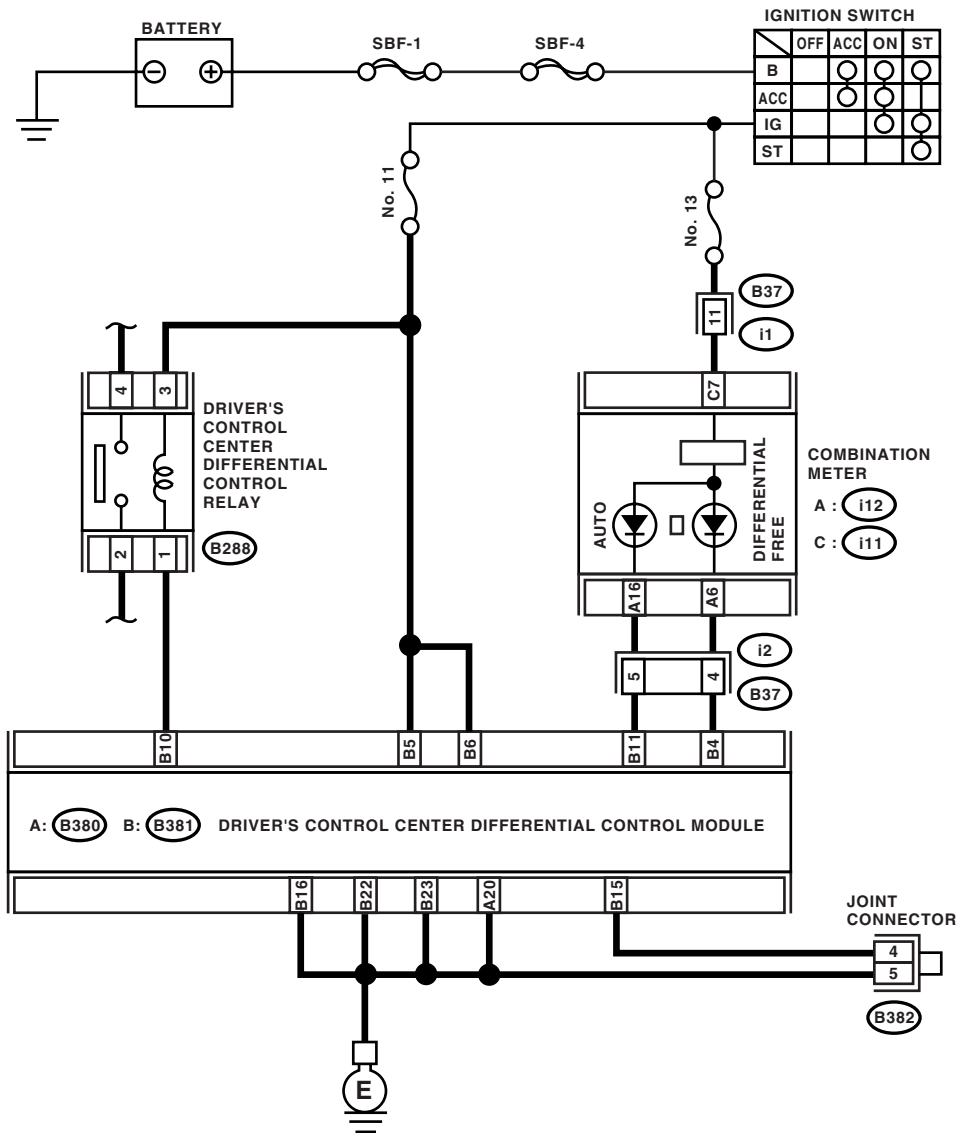 IGNITION SWITCH
BATTERY
SBF-1
SBF-4
OFF ACC ON ST
B
ACC
IG
ST
No. 11
No. 13
B37
11
i1
4 3
C7
DRIVER'S
CONTROL
CENTER
DIFFERENTIAL
CONTROL
RELAY
AUTO
DIFFERENTIAL
FREE
COMBINATION
METER
A : i12
C : i11
2 1
B288
A16 A6
i2
5 4
B37
B10 B5 B6 B11 B4
A: B380 B: B381 DRIVER'S CONTROL CENTER DIFFERENTIAL CONTROL MODULE
B16 B22 B23 A20 B15
JOINT
CONNECTOR
4
5
B382
E